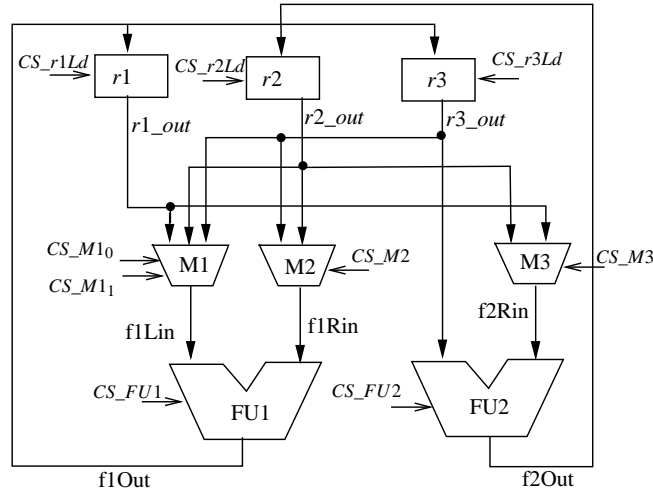 CS_r1Ld
r1
CS_r2Ld
r2
r3
CS_r3Ld
r1_out
r2_out
r3_out
CS_M1₀
CS_M1₁
M1
M2
CS_M2
M3
CS_M3
f1Lin
f1Rin
f2Rin
CS_FU1
FU1
CS_FU2
FU2
f1Out
f2Out